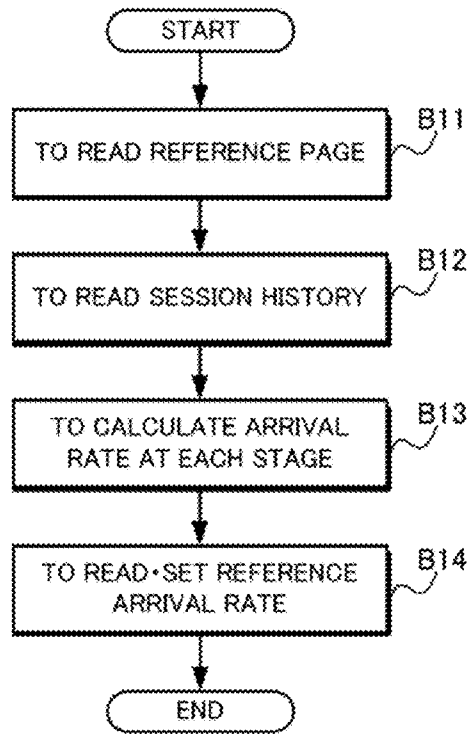 START
B11
TO READ REFERENCE PAGE
B12
TO READ SESSION HISTORY
B13
TO CALCULATE ARRIVAL
RATE AT EACH STAGE
B14
TO READ・SET REFERENCE
ARRIVAL RATE
END